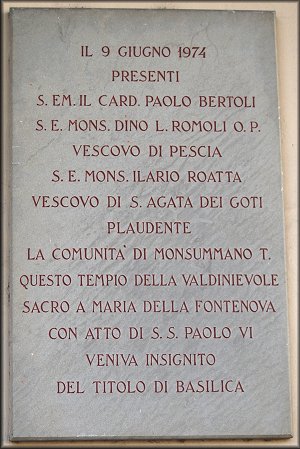 IL 9 GIUGNO 1974
PRESENTI
S. EM. IL CARD. PAOLO BERTOLI
S. E. MONS. DINO L. ROMOLI O. P.
VESCOVO DI PESCIA
S. E. MONS. ILARIO ROATTA
VESCOVO DI S. AGATA DEI GOTI
PLAUDENTE
LA COMUNITA' DI MONSUMMANO T.
QUESTO TEMPIO DELLA VALDINIEVOLE
SACRO A MARIA DELLA FONTENOVA
CON ATTO DI S. S. PAOLO VI
VENIVA INSIGNITO
DEL TITOLO DI BASILICA